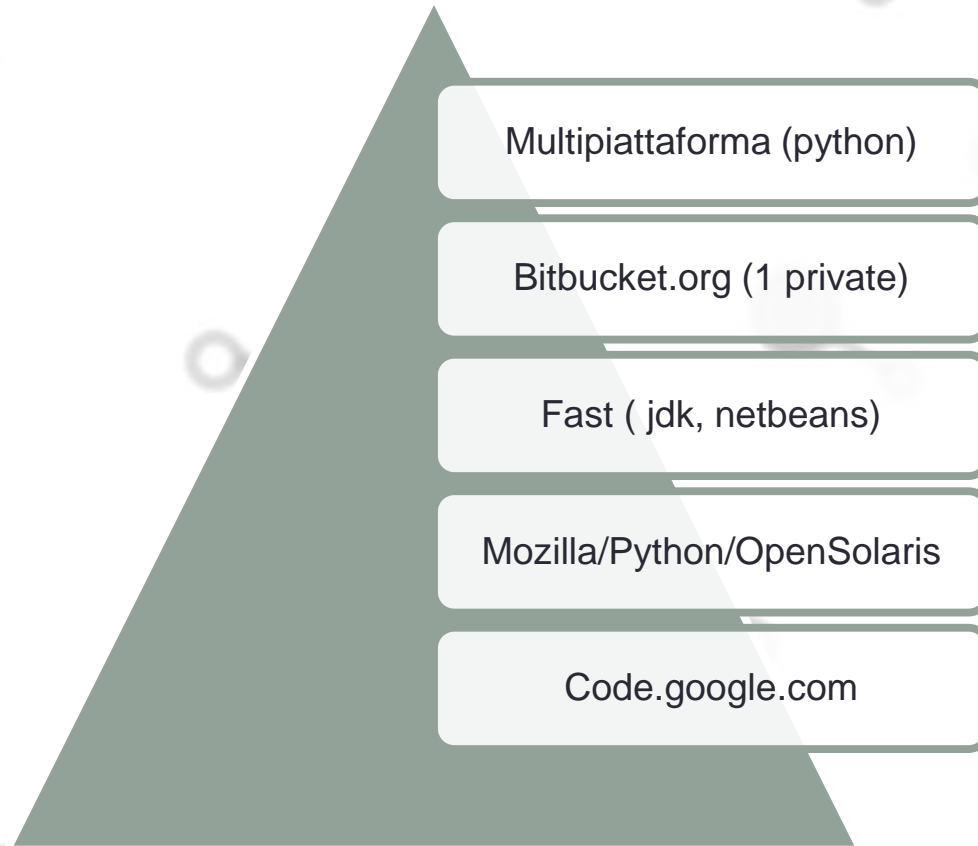 Multipiattaforma (python)
Bitbucket.org (1 private)
Fast ( jdk, netbeans)
Mozilla/Python/OpenSolaris
Code.google.com